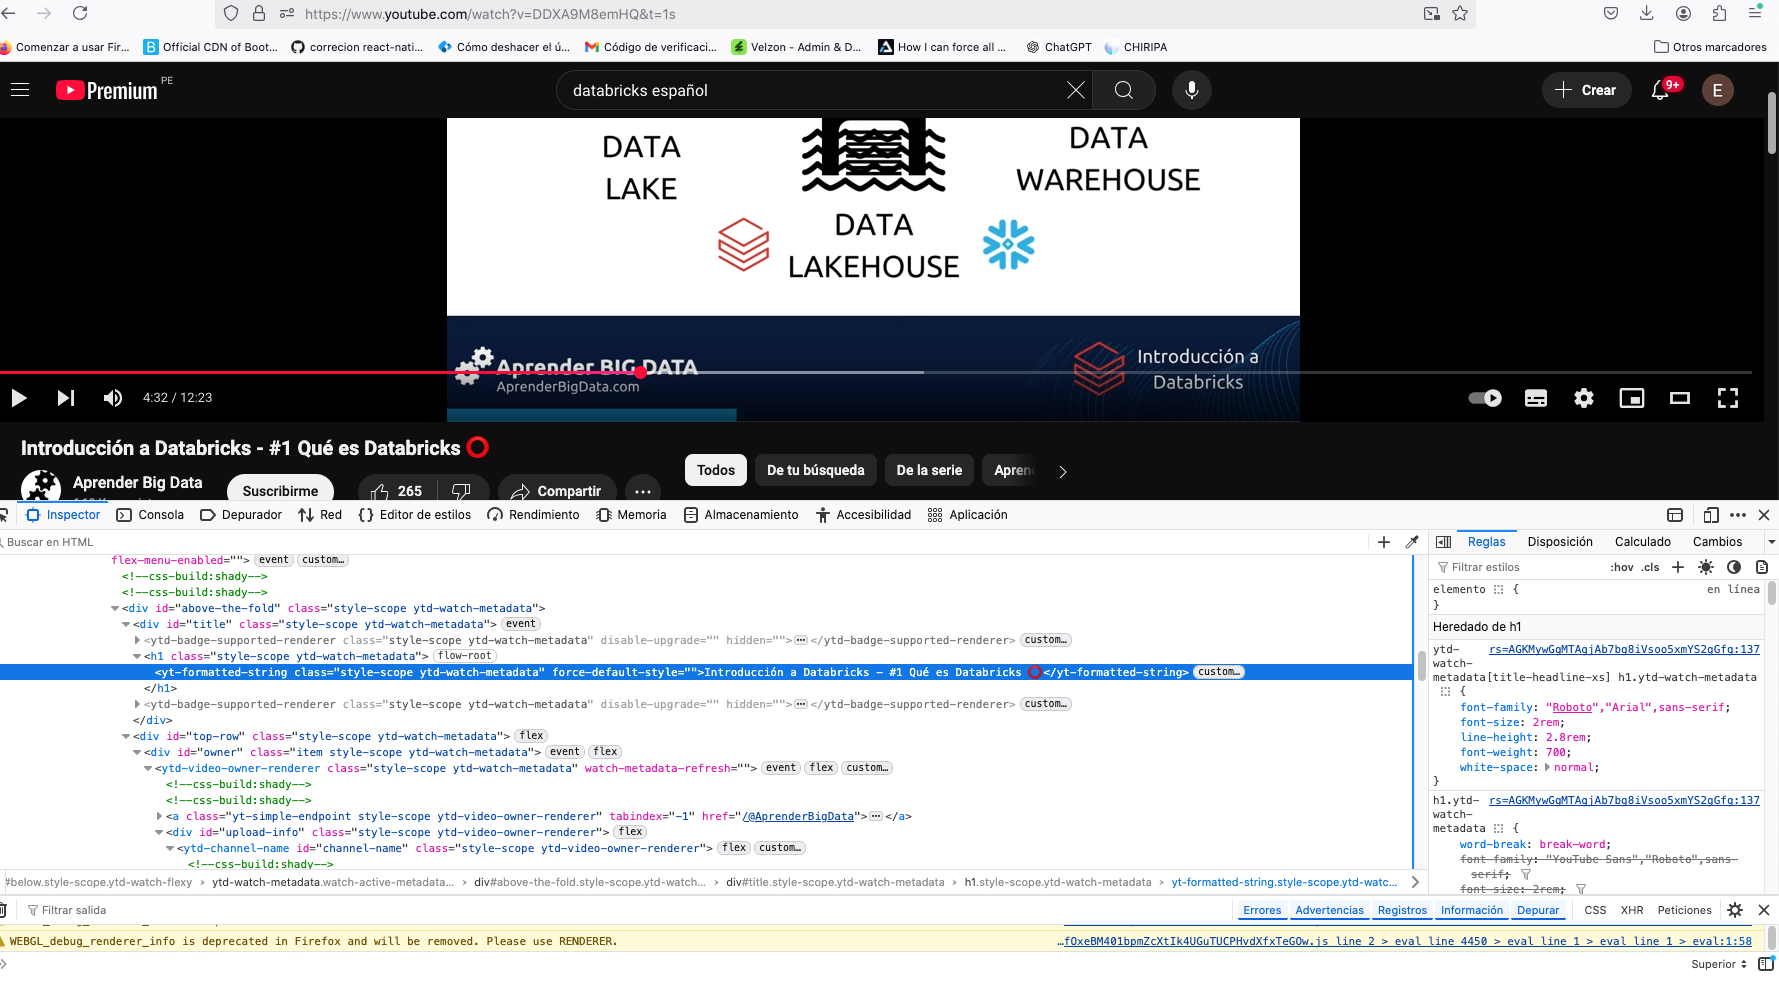 https://www.youtube.com/watch?v=DDXA9M8emHQ&t=1s
Comenzar a usar Fir...
Official CDN of Boot...
correcion react-nati...
Cómo deshacer el ú...
Código de verificaci...
Velzon - Admin & D...
How I can force all ...
ChatGPT
CHIRIPA
Otros marcadores
Premium PE
databricks español
Crear
9+
E
DATA
LAKE
DATA
WAREHOUSE
DATA
LAKEHOUSE
Aprender BIG DATA
AprenderBigData.com
Introducción a
Databricks
4:32 / 12:23
Introducción a Databricks - #1 Qué es Databricks ⭕
Aprender Big Data
Suscribirme
265
Compartir
Todos
De tu búsqueda
De la serie
Apren
Inspector
Consola
Depurador
Red
Editor de estilos
Rendimiento
Memoria
Almacenamiento
Accesibilidad
Aplicación
Buscar en HTML
flex-menu-enabled=""> event custom…
<!--css-build:shady-->
<!--css-build:shady-->
<div id="above-the-fold" class="style-scope ytd-watch-metadata">
<div id="title" class="style-scope ytd-watch-metadata"> event
<ytd-badge-supported-renderer class="style-scope ytd-watch-metadata" disable-upgrade="" hidden="">⋯</ytd-badge-supported-renderer> custom…
<h1 class="style-scope ytd-watch-metadata"> flow-root
<yt-formatted-string class="style-scope ytd-watch-metadata" force-default-style="">Introducción a Databricks – #1 Qué es Databricks ⭕</yt-formatted-string> custom…
</h1>
<ytd-badge-supported-renderer class="style-scope ytd-watch-metadata" disable-upgrade="" hidden="">⋯</ytd-badge-supported-renderer> custom…
</div>
<div id="top-row" class="style-scope ytd-watch-metadata"> flex
<div id="owner" class="item style-scope ytd-watch-metadata"> event flex
<ytd-video-owner-renderer class="style-scope ytd-watch-metadata" watch-metadata-refresh=""> event flex custom…
<!--css-build:shady-->
<!--css-build:shady-->
<a class="yt-simple-endpoint style-scope ytd-video-owner-renderer" tabindex="-1" href="/@AprenderBigData">⋯</a>
<div id="upload-info" class="style-scope ytd-video-owner-renderer"> flex
<ytd-channel-name id="channel-name" class="style-scope ytd-video-owner-renderer"> flex custom…
<!--css-build:shady-->
#below.style-scope.ytd-watch-flexy
ytd-watch-metadata.watch-active-metadata...
div#above-the-fold.style-scope.ytd-watch...
div#title.style-scope.ytd-watch-metadata
h1.style-scope.ytd-watch-metadata
yt-formatted-string.style-scope.ytd-watc...
Reglas
Disposición
Calculado
Cambios
Filtrar estilos
:hov .cls
elemento {
en línea
}
Heredado de h1
ytd-
watch-
metadata[title-headline-xs] h1.ytd-watch-metadata
{
font-family: "Roboto","Arial",sans-serif;
font-size: 2rem;
line-height: 2.8rem;
font-weight: 700;
white-space: normal;
}
h1.ytd-
watch-
metadata {
word-break: break-word;
font-family: "YouTube Sans","Roboto",sans-
serif;
font-size: 2rem;
Filtrar salida
Errores
Advertencias
Registros
Información
Depurar
CSS
XHR
Peticiones
WEBGL_debug_renderer_info is deprecated in Firefox and will be removed. Please use RENDERER.
line 2 > eval line 4450 > eval line 1 > eval line 1 > eval:1:58
Superior